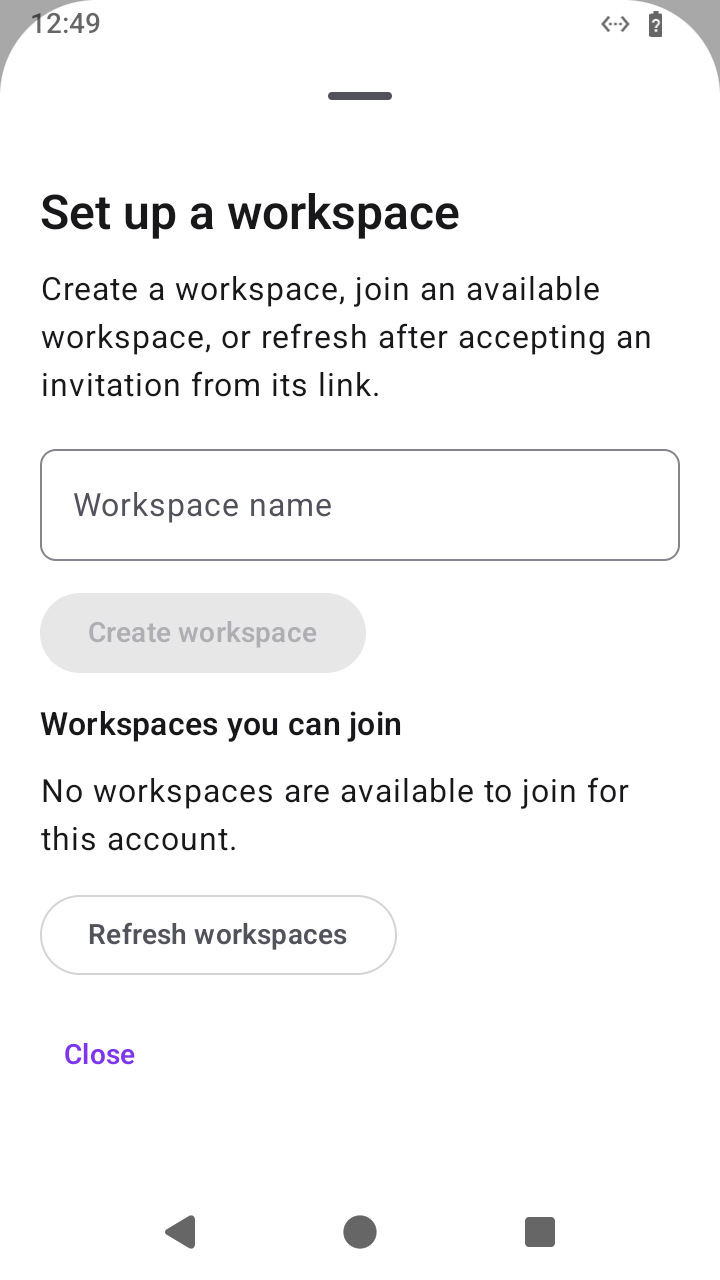 12:49
Set up a workspace
Create a workspace, join an available
workspace, or refresh after accepting an
invitation from its link.
Workspace name
Create workspace
Workspaces you can join
No workspaces are available to join for
this account.
Refresh workspaces
Close